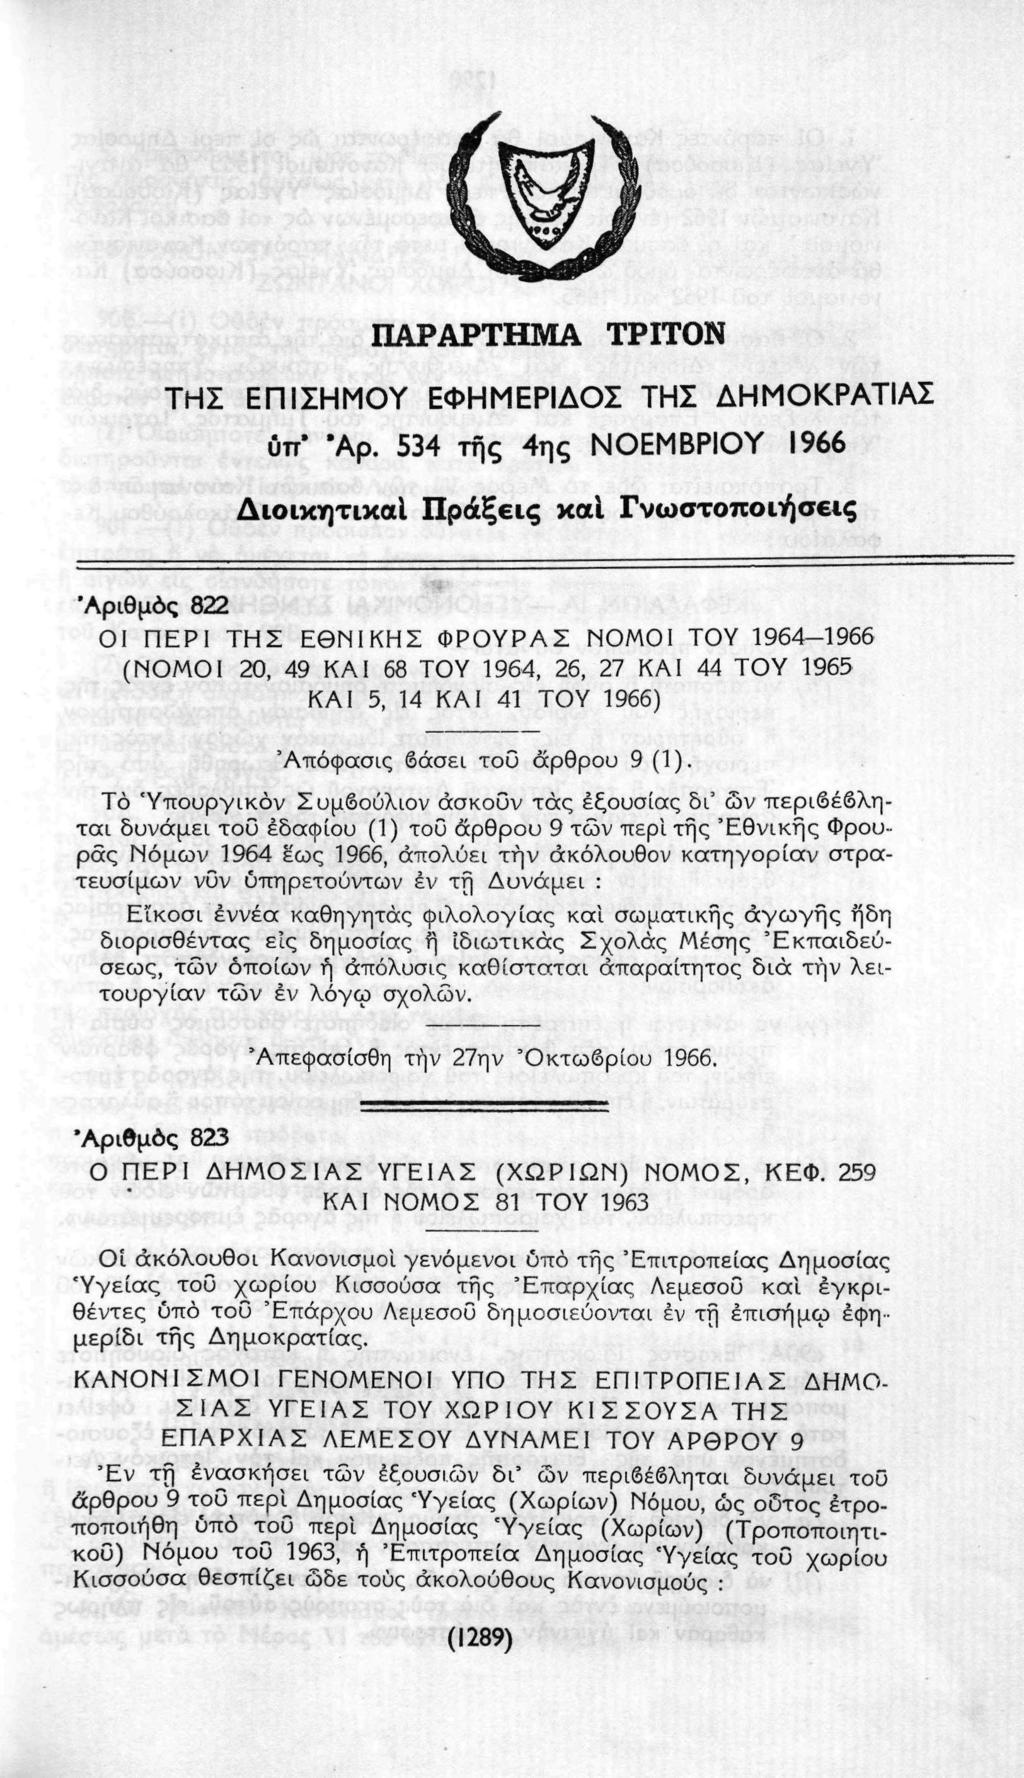 ΠΑΡΑΡΤΗΜΑ ΤΡΙΤΟΝ
ΤΗΣ ΕΠΙΣΗΜΟΥ ΕΦΗΜΕΡΙΔΟΣ ΤΗΣ ΔΗΜΟΚΡΑΤΙΑΣ
ὑπ' Ἀρ. 534 τῆς 4ης ΝΟΕΜΒΡΙΟΥ 1966
Διοικητικαὶ Πράξεις καὶ Γνωστοποιήσεις
Ἀριθμὸς 822
ΟΙ ΠΕΡΙ ΤΗΣ ΕΘΝΙΚΗΣ ΦΡΟΥΡΑΣ ΝΟΜΟΙ ΤΟΥ 1964—1966
(ΝΟΜΟΙ 20, 49 ΚΑΙ 68 ΤΟΥ 1964, 26, 27 ΚΑΙ 44 ΤΟΥ 1965
ΚΑΙ 5, 14 ΚΑΙ 41 ΤΟΥ 1966)
Ἀπόφασις βάσει τοῦ ἄρθρου 9 (1).
Τὸ Ὑπουργικὸν Συμβούλιον ἀσκοῦν τὰς ἐξουσίας δι' ὧν περιβέβλη-
ται δυνάμει τοῦ ἐδαφίου (1) τοῦ ἄρθρου 9 τῶν περὶ τῆς Ἐθνικῆς Φρου-
ρᾶς Νόμων 1964 ἕως 1966, ἀπολύει τὴν ἀκόλουθον κατηγορίαν στρα-
τευσίμων νῦν ὑπηρετούντων ἐν τῇ Δυνάμει :
Εἴκοσι ἐννέα καθηγητὰς φιλολογίας καὶ σωματικῆς ἀγωγῆς ἤδη
διορισθέντας εἰς δημοσίας ἢ ἰδιωτικὰς Σχολὰς Μέσης Ἐκπαιδεύ-
σεως, τῶν ὁποίων ἡ ἀπόλυσις καθίσταται ἀπαραίτητος διὰ τὴν λει-
τουργίαν τῶν ἐν λόγῳ σχολῶν.
Ἀπεφασίσθη τὴν 27ην Ὀκτωβρίου 1966.
Ἀριθμὸς 823
Ο ΠΕΡΙ ΔΗΜΟΣΙΑΣ ΥΓΕΙΑΣ (ΧΩΡΙΩΝ) ΝΟΜΟΣ, ΚΕΦ. 259
ΚΑΙ ΝΟΜΟΣ 81 ΤΟΥ 1963
Οἱ ἀκόλουθοι Κανονισμοὶ γενόμενοι ὑπὸ τῆς Ἐπιτροπείας Δημοσίας
Ὑγείας τοῦ χωρίου Κισσούσα τῆς Ἐπαρχίας Λεμεσοῦ καὶ ἐγκρι-
θέντες ὑπὸ τοῦ Ἐπάρχου Λεμεσοῦ δημοσιεύονται ἐν τῇ ἐπισήμῳ ἐφη-
μερίδι τῆς Δημοκρατίας.
ΚΑΝΟΝΙΣΜΟΙ ΓΕΝΟΜΕΝΟΙ ΥΠΟ ΤΗΣ ΕΠΙΤΡΟΠΕΙΑΣ ΔΗΜΟ-
ΣΙΑΣ ΥΓΕΙΑΣ ΤΟΥ ΧΩΡΙΟΥ ΚΙΣΣΟΥΣΑ ΤΗΣ
ΕΠΑΡΧΙΑΣ ΛΕΜΕΣΟΥ ΔΥΝΑΜΕΙ ΤΟΥ ΑΡΘΡΟΥ 9
Ἐν τῇ ἐνασκήσει τῶν ἐξουσιῶν δι' ὧν περιβέβληται δυνάμει τοῦ
ἄρθρου 9 τοῦ περὶ Δημοσίας Ὑγείας (Χωρίων) Νόμου, ὡς οὗτος ἐτρο-
ποποιήθη ὑπὸ τοῦ περὶ Δημοσίας Ὑγείας (Χωρίων) (Τροποποιητι-
κοῦ) Νόμου τοῦ 1963, ἡ Ἐπιτροπεία Δημοσίας Ὑγείας τοῦ χωρίου
Κισσούσα θεσπίζει ὧδε τοὺς ἀκολούθους Κανονισμούς :
(1289)